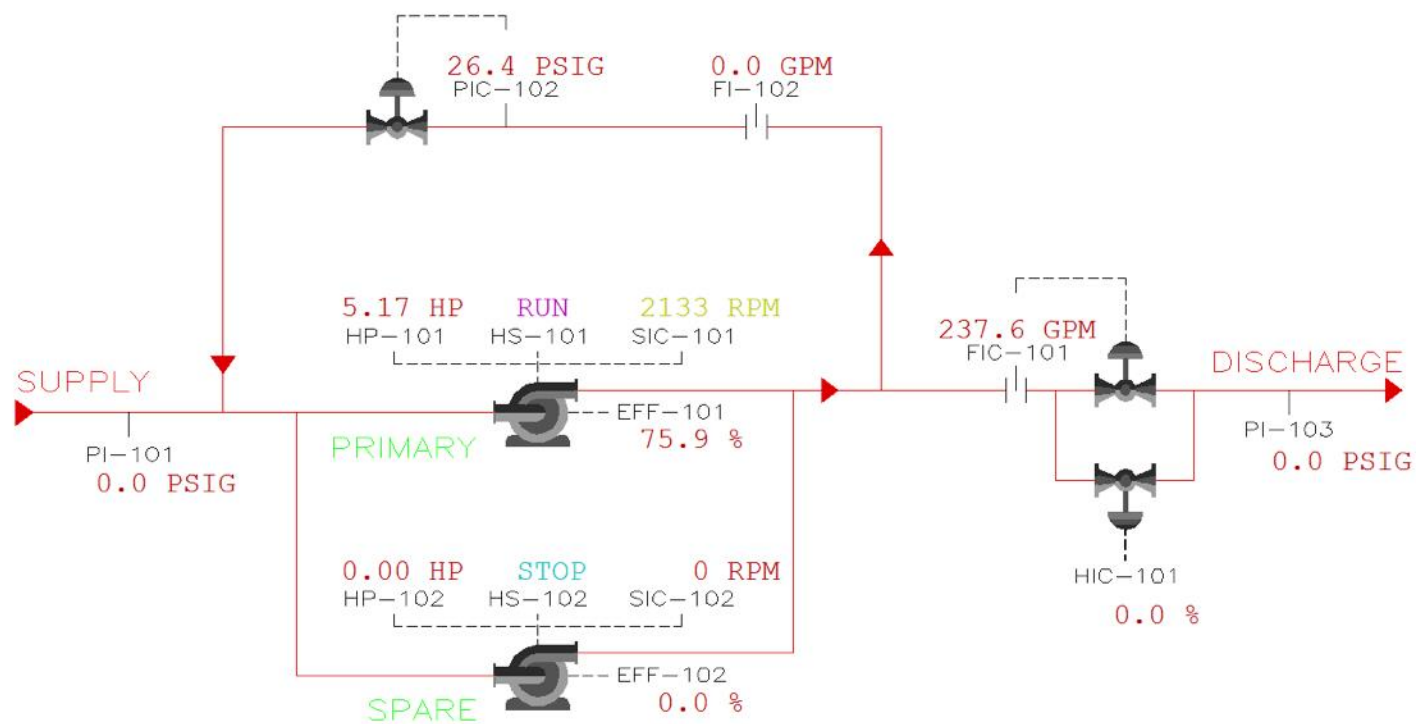 26.4 PSIG
PIC-102
0.0 GPM
FI-102
5.17 HP
HP-101
RUN
HS-101
2133 RPM
SIC-101
237.6 GPM
FIC-101
SUPPLY
DISCHARGE
PI-101
0.0 PSIG
PRIMARY
EFF-101
75.9 %
PI-103
0.0 PSIG
0.00 HP
HP-102
STOP
HS-102
0 RPM
SIC-102
HIC-101
0.0 %
SPARE
EFF-102
0.0 %